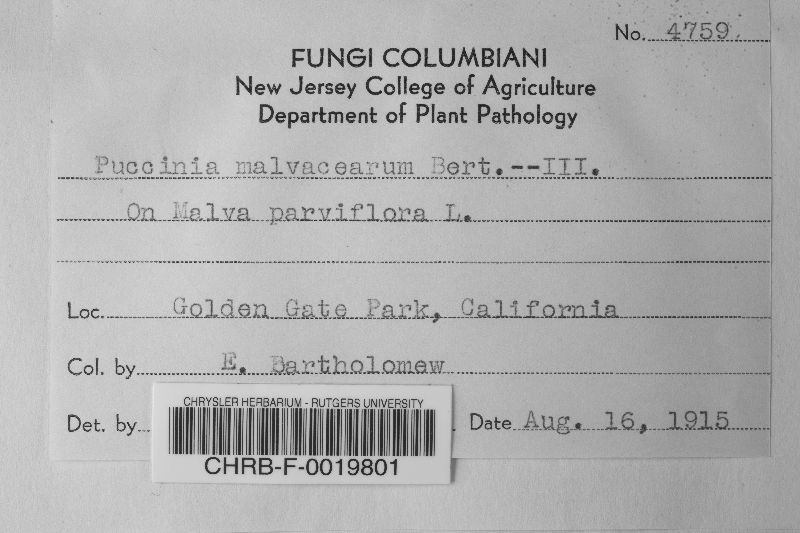 No. 4759.
FUNGI COLUMBIANI
New Jersey College of Agriculture
Department of Plant Pathology
Puccinia malvacearum Bert.--III.
On Malva parviflora L.
Loc. Golden Gate Park, California
Col. by E. Bartholomew
Det. by Date Aug. 16, 1915
CHRYSLER HERBARIUM - RUTGERS UNIVERSITY
CHRB-F-0019801